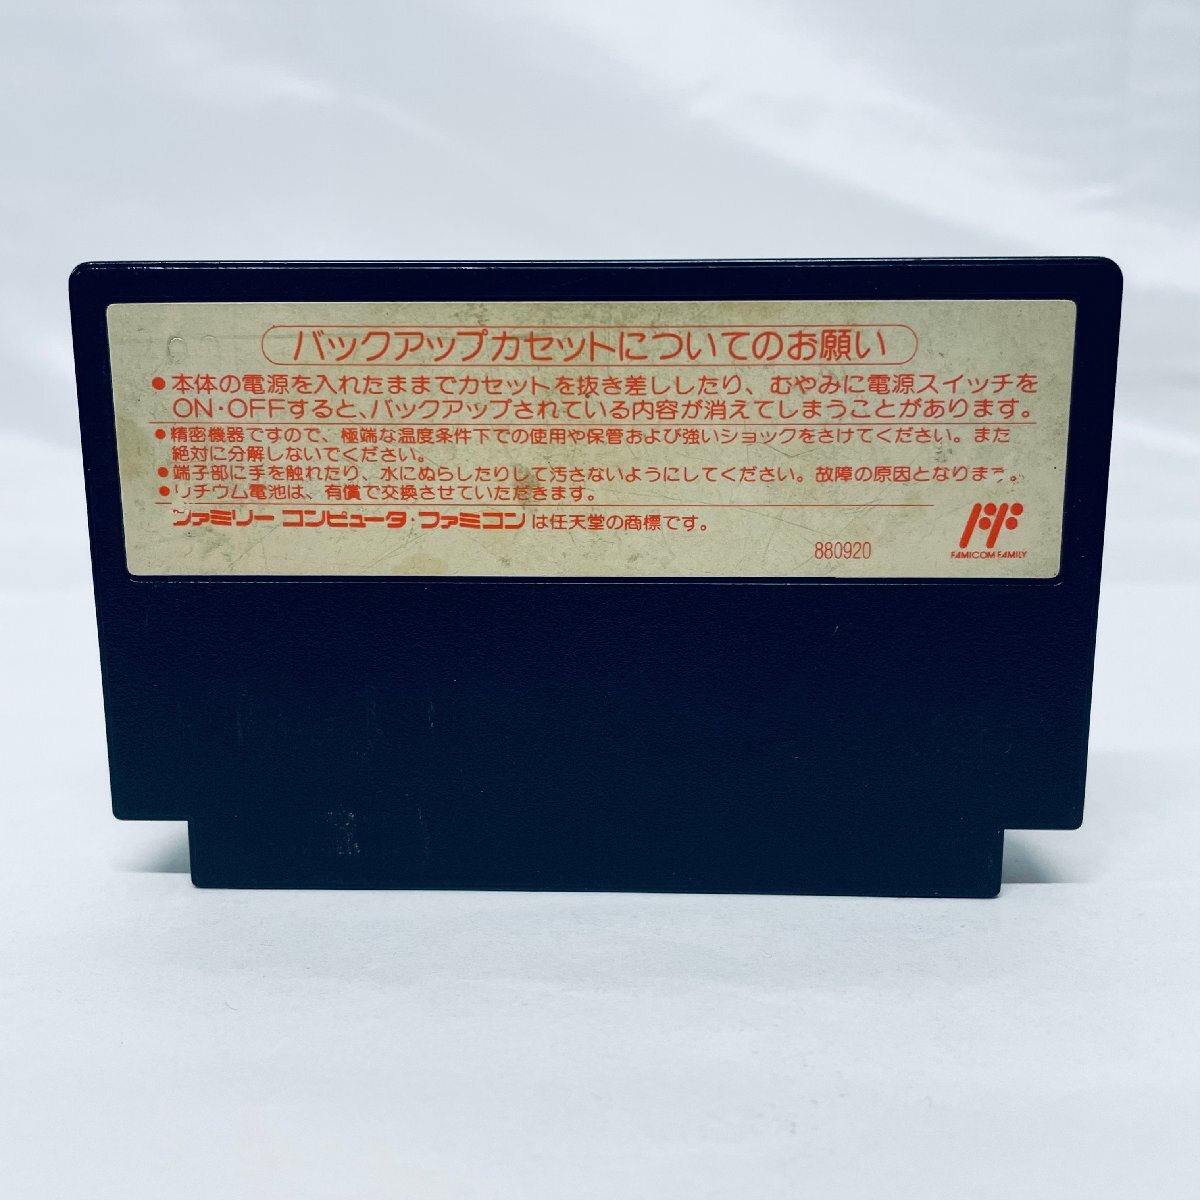 バックアップカセットについてのお願い
●本体の電源を入れたままでカセットを抜き差ししたり、むやみに電源スイッチを
ON・OFFすると、バックアップされている内容が消えてしまうことがあります。
●精密機器ですので、極端な温度条件下での使用や保管および強いショックをさけてください。また
絶対に分解しないでください。
●端子部に手を触れたり、水にぬらしたりして汚さないようにしてください。故障の原因となります。
●リチウム電池は、有償で交換させていただきます。
ファミリーコンピュータ・ファミコンは任天堂の商標です。
880920
FAMICOM FAMILY